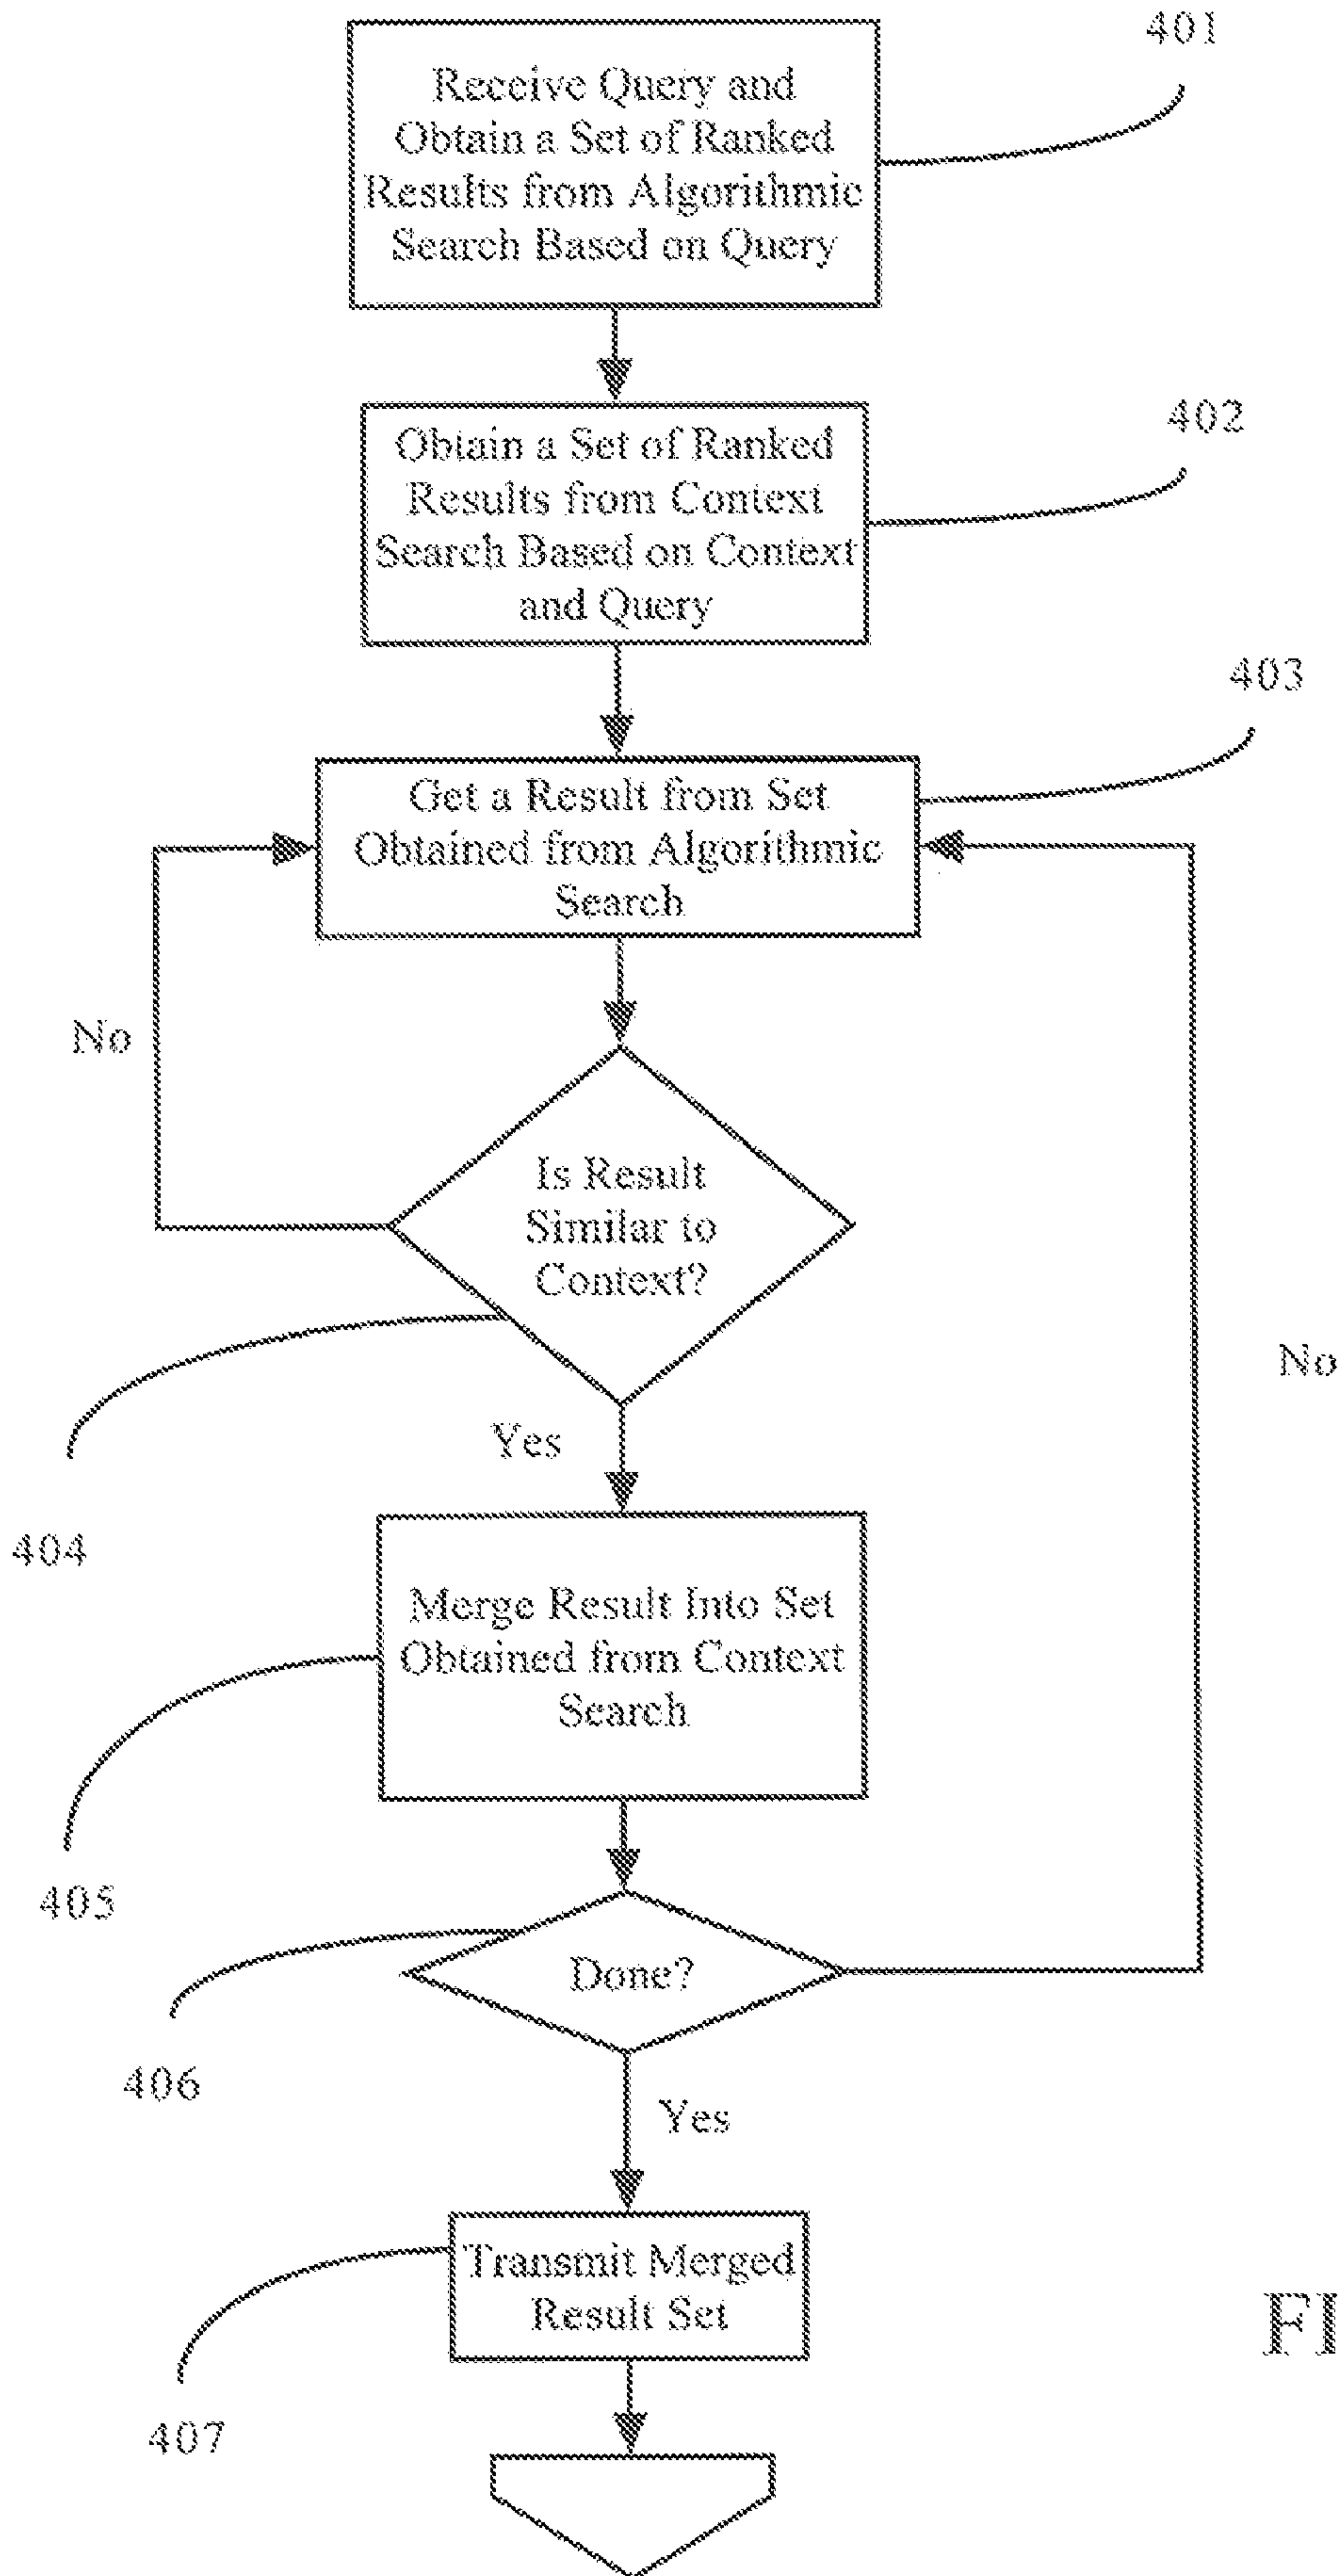 401
Receive Query and
Obtain a Set of Ranked
Results from Algorithmic
Search Based on Query
402
Obtain a Set of Ranked
Results from Context
Search Based on Context
and Query
403
Get a Result from Set
Obtained from Algorithmic
Search
No
Is Result
Similar to
Context?
No
Yes
404
Merge Result Into Set
Obtained from Context
Search
405
Done?
406
Yes
Transmit Merged
Result Set
FI
407